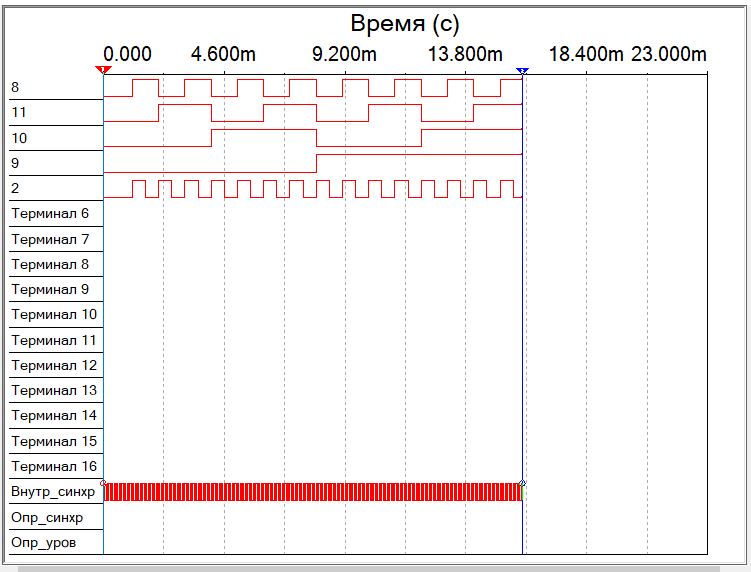 Время (с)
0.000 4.600m 9.200m 13.800m 18.400m 23.000m
8
11
10
9
2
Терминал 6
Терминал 7
Терминал 8
Терминал 9
Терминал 10
Терминал 11
Терминал 12
Терминал 13
Терминал 14
Терминал 15
Терминал 16
Внутр_синхр
Опр_синхр
Опр_уров